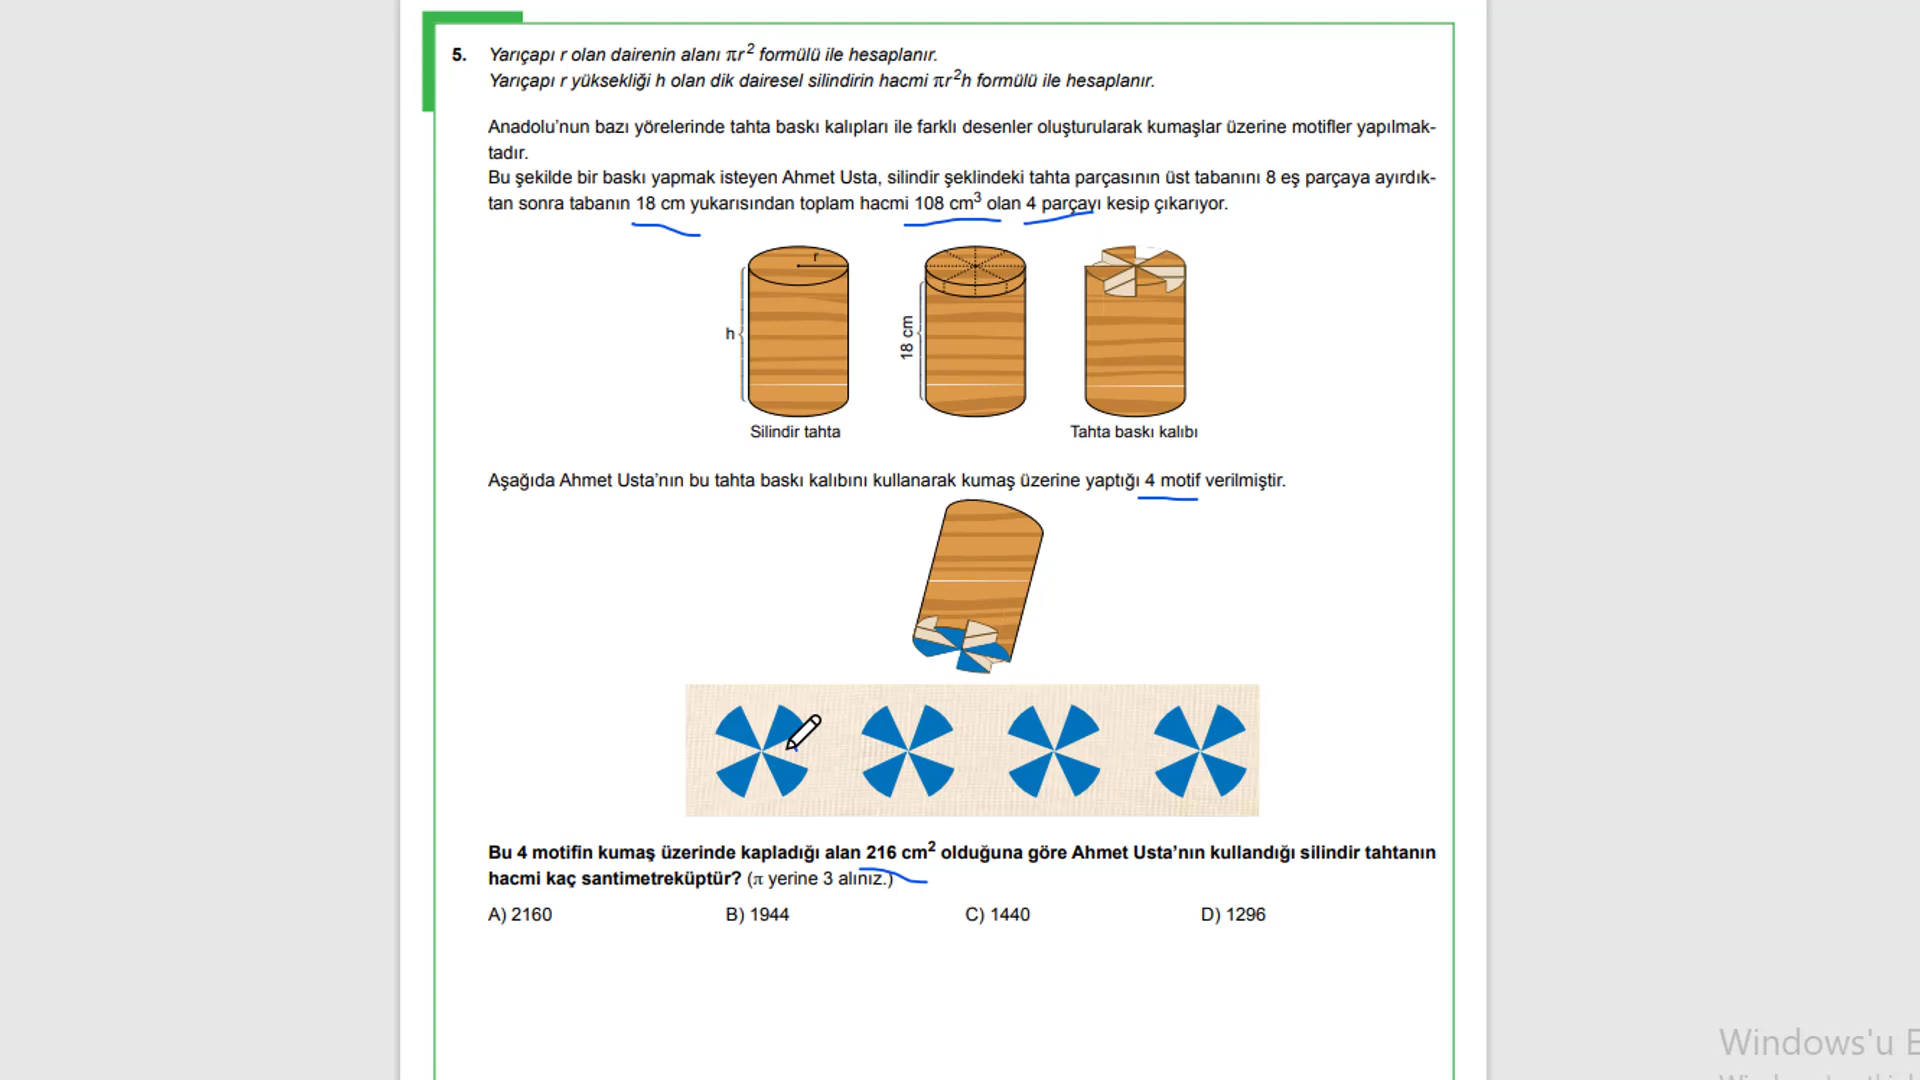 5. Yarıçapı r olan dairenin alanı πr² formülü ile hesaplanır.
Yarıçapı r yüksekliği h olan dik dairesel silindirin hacmi πr²h formülü ile hesaplanır.
Anadolu’nun bazı yörelerinde tahta baskı kalıpları ile farklı desenler oluşturularak kumaşlar üzerine motifler yapılmak-
tadır.
Bu şekilde bir baskı yapmak isteyen Ahmet Usta, silindir şeklindeki tahta parçasının üst tabanını 8 eş parçaya ayırdık-
tan sonra tabanın 18 cm yukarısından toplam hacmi 108 cm³ olan 4 parçayı kesip çıkarıyor.
r
h
18 cm
Silindir tahta
Tahta baskı kalıbı
Aşağıda Ahmet Usta’nın bu tahta baskı kalıbını kullanarak kumaş üzerine yaptığı 4 motif verilmiştir.
Bu 4 motifin kumaş üzerinde kapladığı alan 216 cm² olduğuna göre Ahmet Usta’nın kullandığı silindir tahtanın
hacmi kaç santimetreküptür? (π yerine 3 alınız.)
A) 2160 B) 1944 C) 1440 D) 1296
Windows'u E